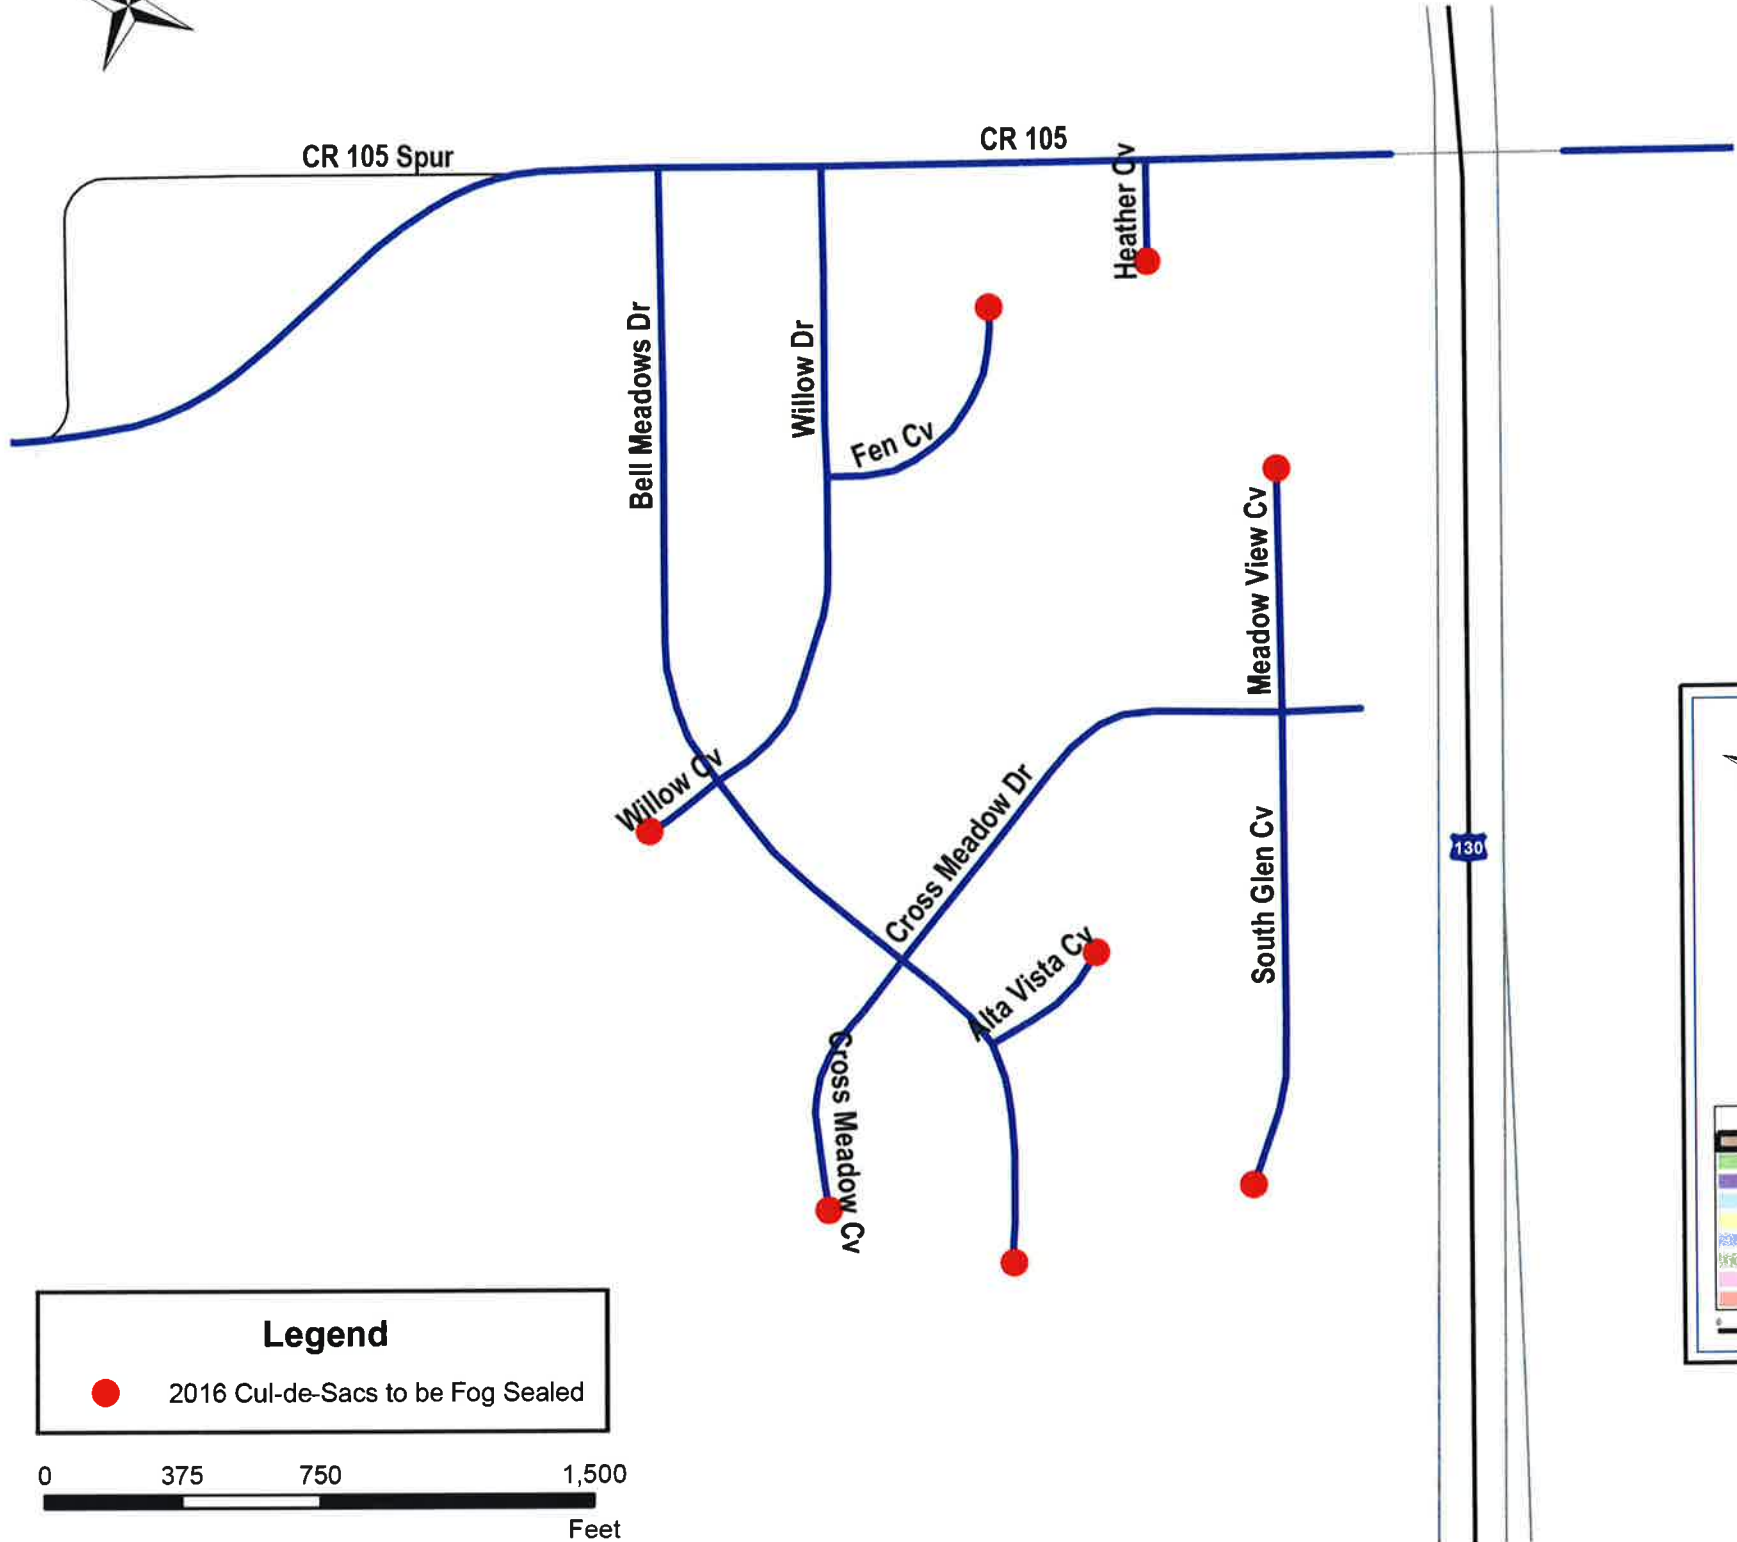 CR 105
CR 105 Spur
Heather Cv
Bell Meadows Dr
Willow Dr
Fen Cv
Meadow View Cv
Willow Cv
Cross Meadow Dr
South Glen Cv
130
Alta Vista Cv
Cross Meadow Cv
Legend
2016 Cul-de-Sacs to be Fog Sealed
0 375 750 1,500
Feet